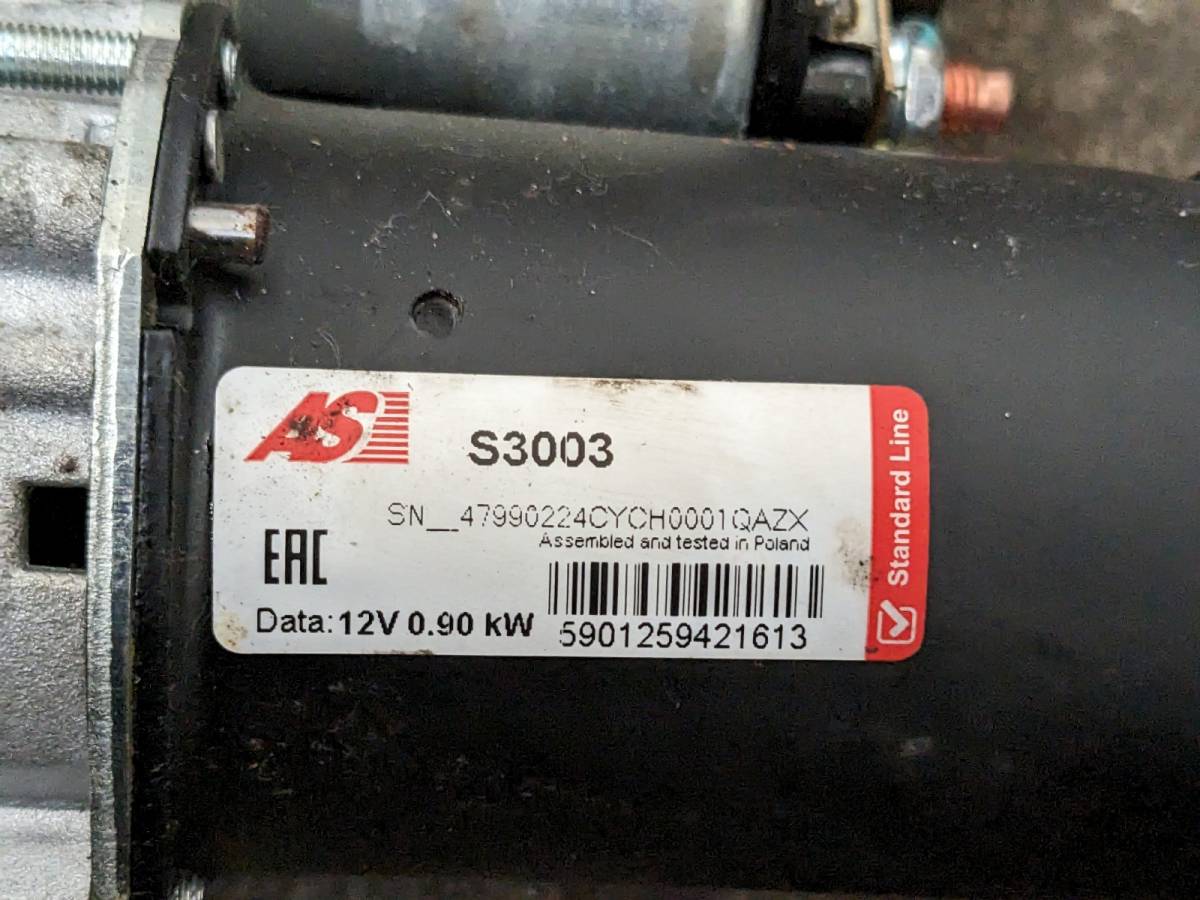 AS
S3003
SN__47990224CYCH0001QAZX
Assembled and tested in Poland
EAC
Data: 12V 0.90 kW
5901259421613
Standard Line